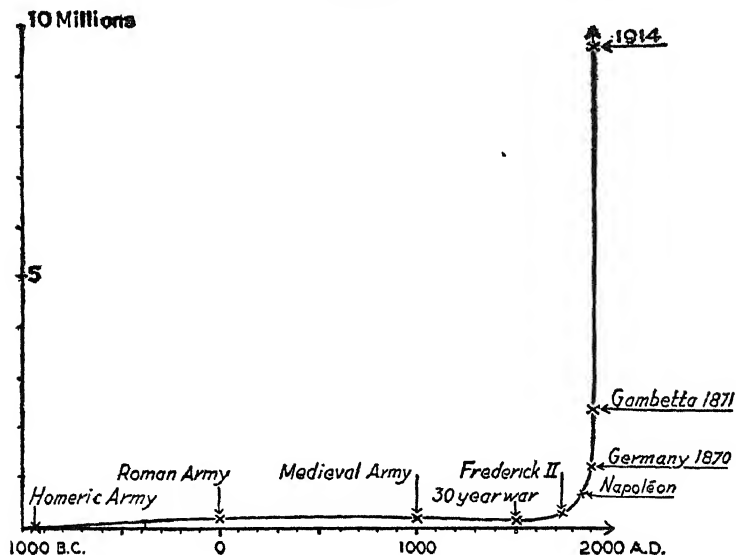 10 Millions
1914
5
Gambetta 1871
Germany 1870
Napoléon
Frederick II
30 year war
Medieval Army
Roman Army
Homeric Army
1000 B.C. 0 1000 2000 A.D.